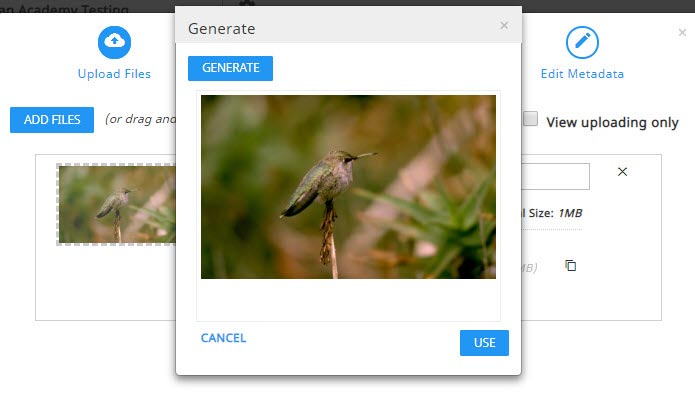 an Academy Testing
Generate
×
Upload Files
Edit Metadata
GENERATE
ADD FILES
(or drag and
View uploading only
l Size: 1MB
MB)
CANCEL
USE